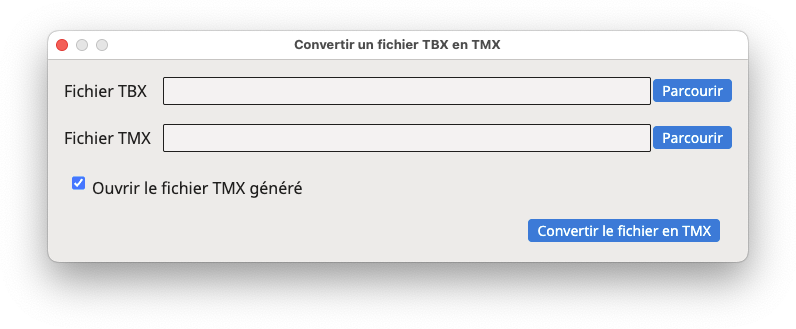 Convertir un fichier TBX en TMX
Fichier TBX Parcourir
Fichier TMX Parcourir
Ouvrir le fichier TMX généré
Convertir le fichier en TMX